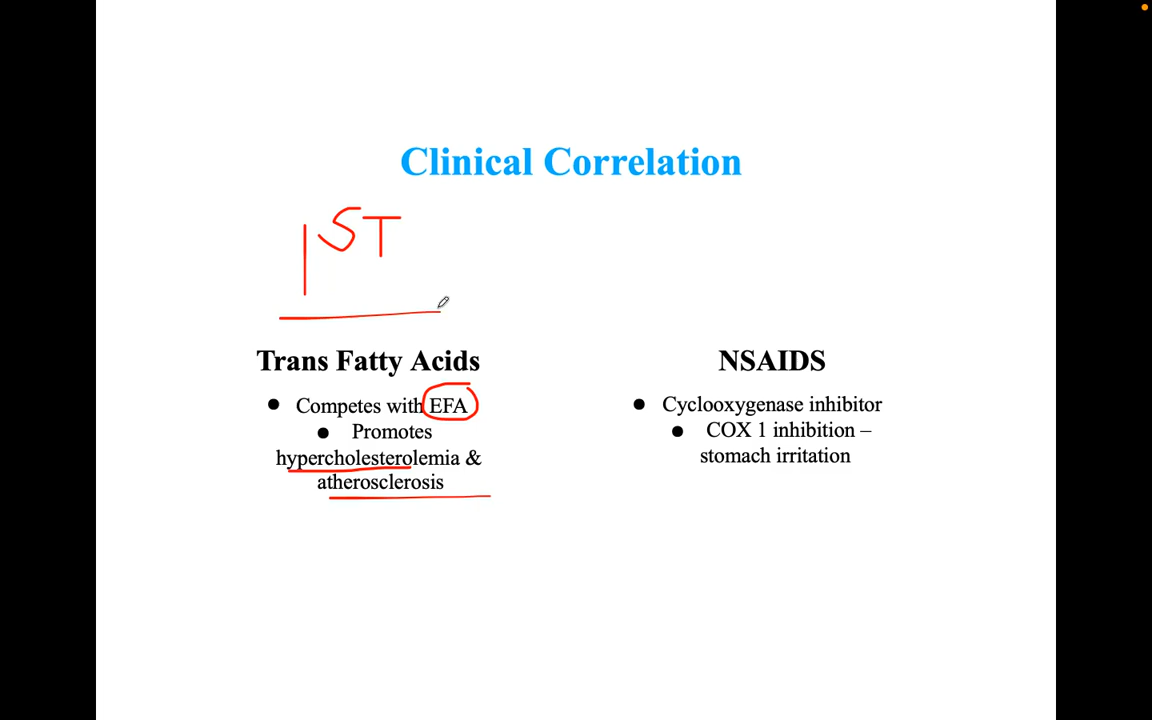 Clinical Correlation
1ST
Trans Fatty Acids
● Competes with EFA
● Promotes
hypercholesterolemia &
atherosclerosis
NSAIDS
● Cyclooxygenase inhibitor
● COX 1 inhibition –
stomach irritation